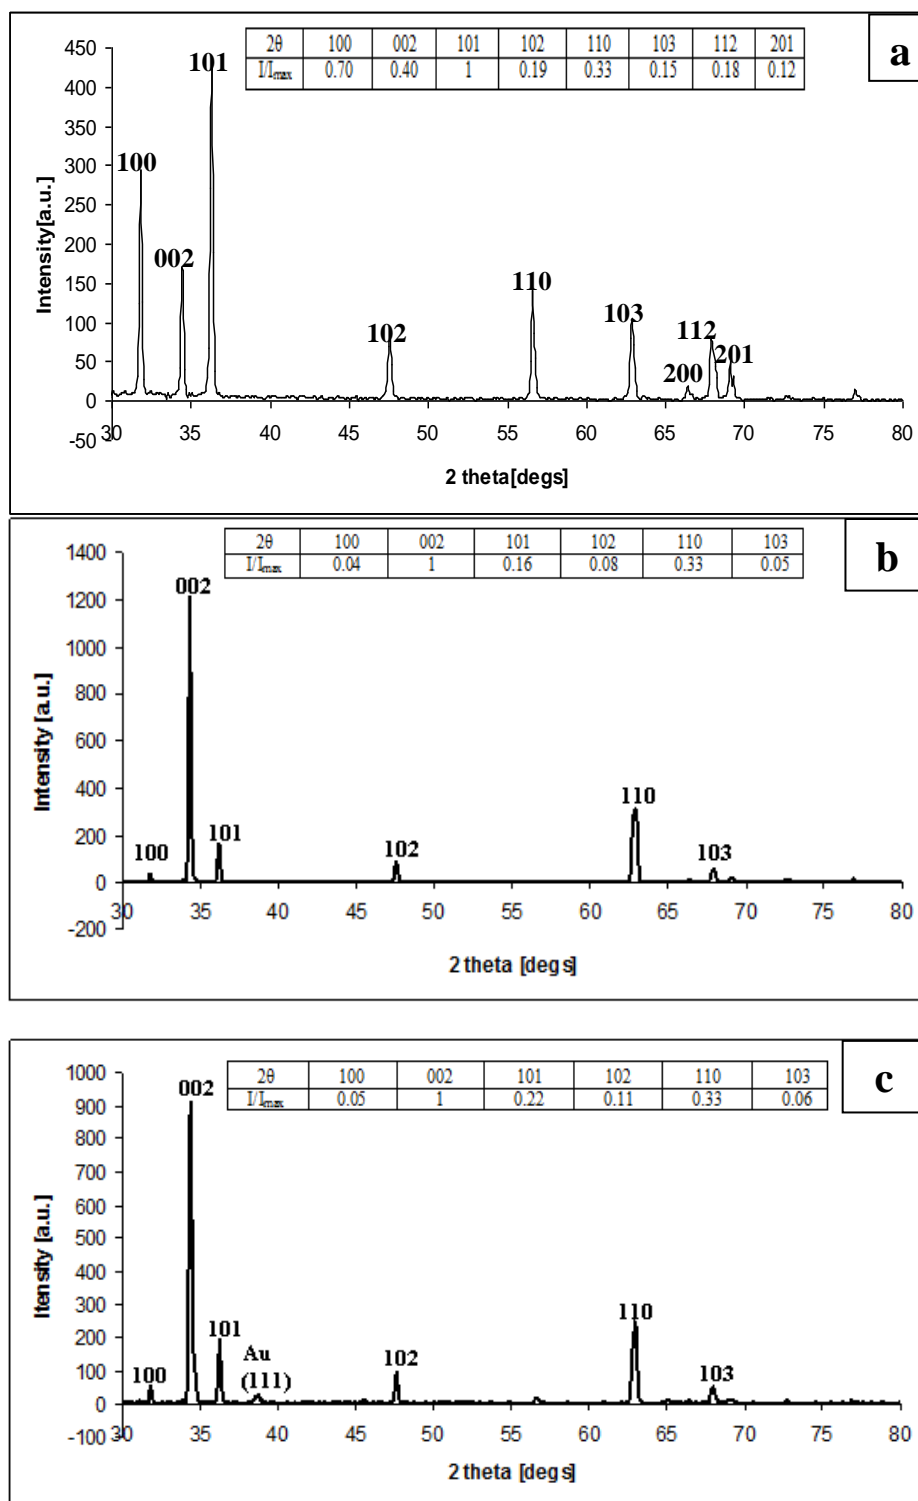 2θ 100 002 101 102 110 103 112 201
I/Imax 0.70 0.40 1 0.19 0.33 0.15 0.18 0.12
a
450
400
350
300
250
200
150
100
50
0
-50
Intensity[a.u.]
100
002
101
102
110
103
200
112
201
30 35 40 45 50 55 60 65 70 75 80
2 theta[degs]
2θ 100 002 101 102 110 103
I/Imax 0.04 1 0.16 0.08 0.33 0.05
b
1400
1200
1000
800
600
400
200
0
-200
Intensity [a.u.]
100
002
101
102
110
103
30 35 40 45 50 55 60 65 70 75 80
2 theta [degs]
2θ 100 002 101 102 110 103
I/Imax 0.05 1 0.22 0.11 0.33 0.06
c
1000
900
800
700
600
500
400
300
200
100
0
-100
Itensity [a.u.]
100
002
101
Au
(111)
102
110
103
30 35 40 45 50 55 60 65 70 75 80
2 theta [degs]